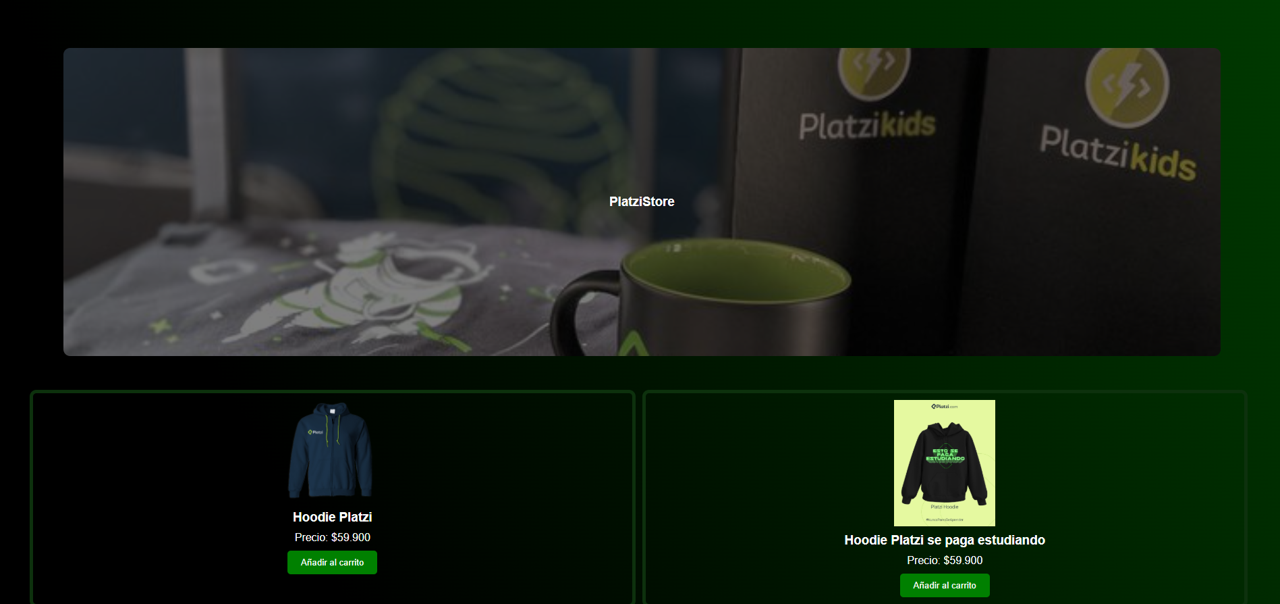 Platzikids
Platzikids
PlatziStore
Platzi
Hoodie Platzi
Precio: $59.900
Añadir al carrito
Platzi.com
ESTO SE
PAGA
ESTUDIANDO
Platzi Hoodie
Hoodie Platzi se paga estudiando
Precio: $59.900
Añadir al carrito